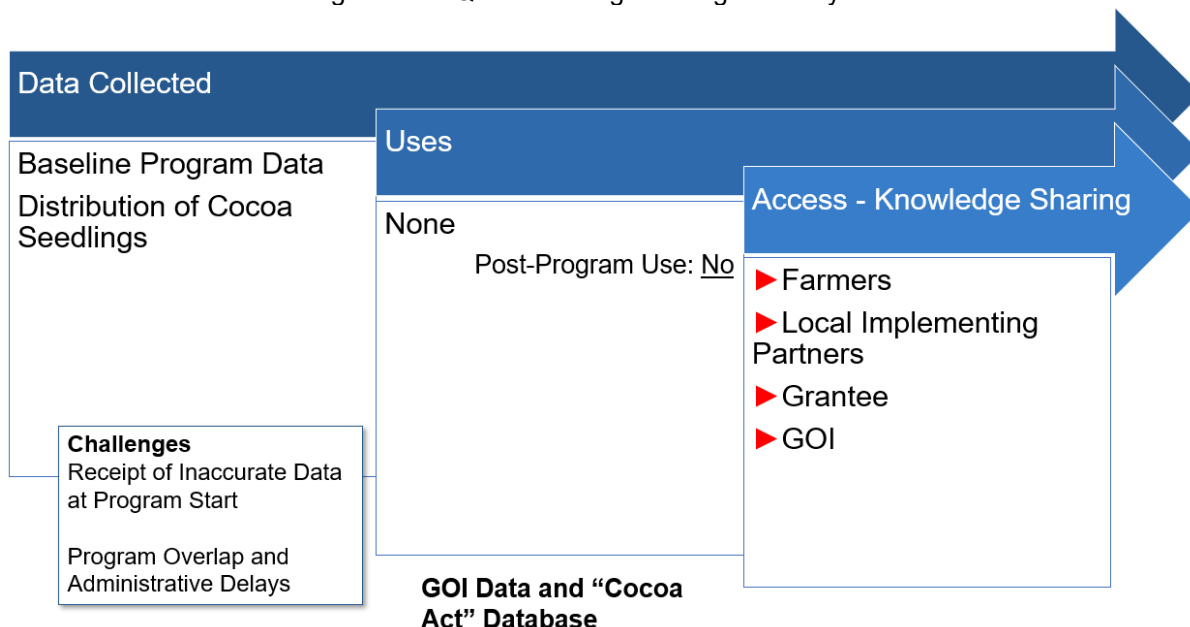 Data Collected
Baseline Program Data
Distribution of Cocoa
Seedlings
Challenges
Receipt of Inaccurate Data
at Program Start
Program Overlap and
Administrative Delays
Uses
None
Post-Program Use: No
GOI Data and “Cocoa
Act” Database
Access - Knowledge Sharing
►Farmers
►Local Implementing
Partners
►Grantee
►GOI